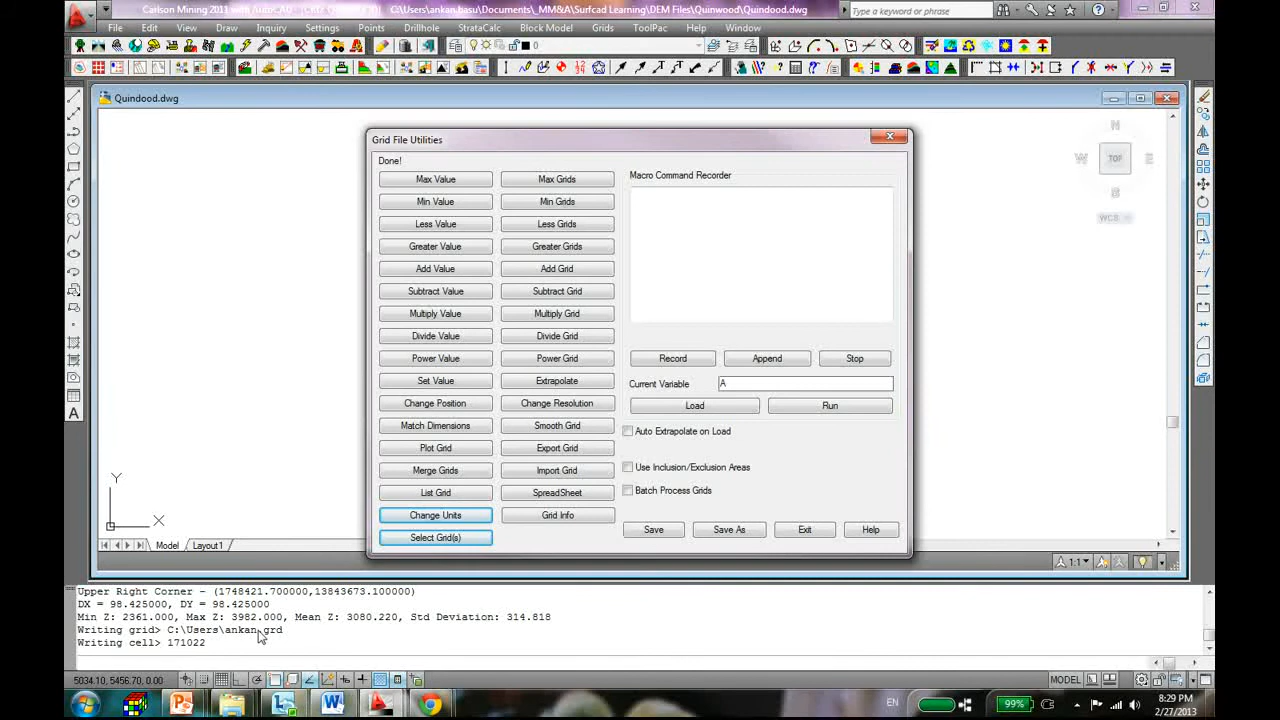 Carlson Mining 2011 with AutoCAD
C:\Users\ankan.basu\Documents\_MM&A\Surfcad Learning\DEM Files\Quinwood\Quindood.dwg
Type a keyword or phrase
File View Draw Inquiry Settings Points Drillhole StrataCalc Block Model Grids ToolPac Help Window
0
Quindood.dwg
Grid File Utilities
Done!
Max Value Max Grids Macro Command Recorder
Min Value Min Grids
Less Value Less Grids
Greater Value Greater Grids
Add Value Add Grid
Subtract Value Subtract Grid
Multiply Value Multiply Grid
Divide Value Divide Grid
Power Value Power Grid Record Append Stop
Set Value Extrapolate Current Variable A
Change Position Change Resolution Load Run
Match Dimensions Smooth Grid Auto Extrapolate on Load
Plot Grid Export Grid
Merge Grids Import Grid Use Inclusion/Exclusion Areas
List Grid SpreadSheet Batch Process Grids
Change Units Grid Info
Select Grid(s) Save Save As Exit Help
N
W TOP E
S
WCS
Y
X
Model Layout1
1:1
Upper Right Corner - (1748421.700000,13843673.100000)
DX = 98.425000, DY = 98.425000
Min Z: 2361.000, Max Z: 3982.000, Mean Z: 3080.220, Std Deviation: 314.818
Writing grid> C:\Users\ankan.grd
Writing cell> 171022
5034.10, 5456.70, 0.00
MODEL
EN 99% 8:29 PM
2/27/2013